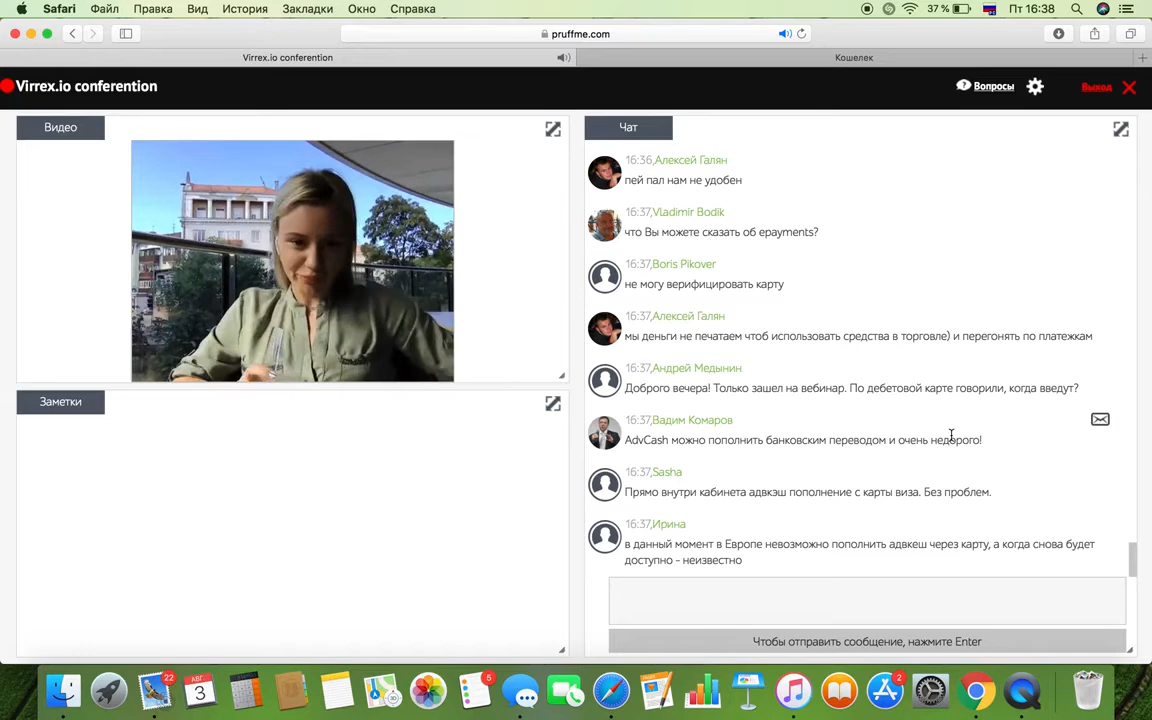 Safari Файл Правка Вид История Закладки Окно Справка 37 % Пт 16:38
pruffme.com
Virrex.io conferention Кошелек
Virrex.io conferention Вопросы Выход
Видео
Чат
16:36,Алексей Галян
пей пал нам не удобен
16:37,Vladimir Bodik
что Вы можете сказать об epayments?
16:37,Boris Pikover
не могу верифицировать карту
16:37,Алексей Галян
мы деньги не печатаем чтоб использовать средства в торговле) и перегонять по платежкам
16:37,Андрей Медынин
Доброго вечера! Только зашел на вебинар. По дебетовой карте говорили, когда введут?
16:37,Вадим Комаров
AdvCash можно пополнить банковским переводом и очень недорого!
16:37,Sasha
Прямо внутри кабинета адвкэш пополнение с карты виза. Без проблем.
16:37,Ирина
в данный момент в Европе невозможно пополнить адвкеш через карту, а когда снова будет
доступно - неизвестно
Чтобы отправить сообщение, нажмите Enter
Заметки
22
АВГ
3
6
2